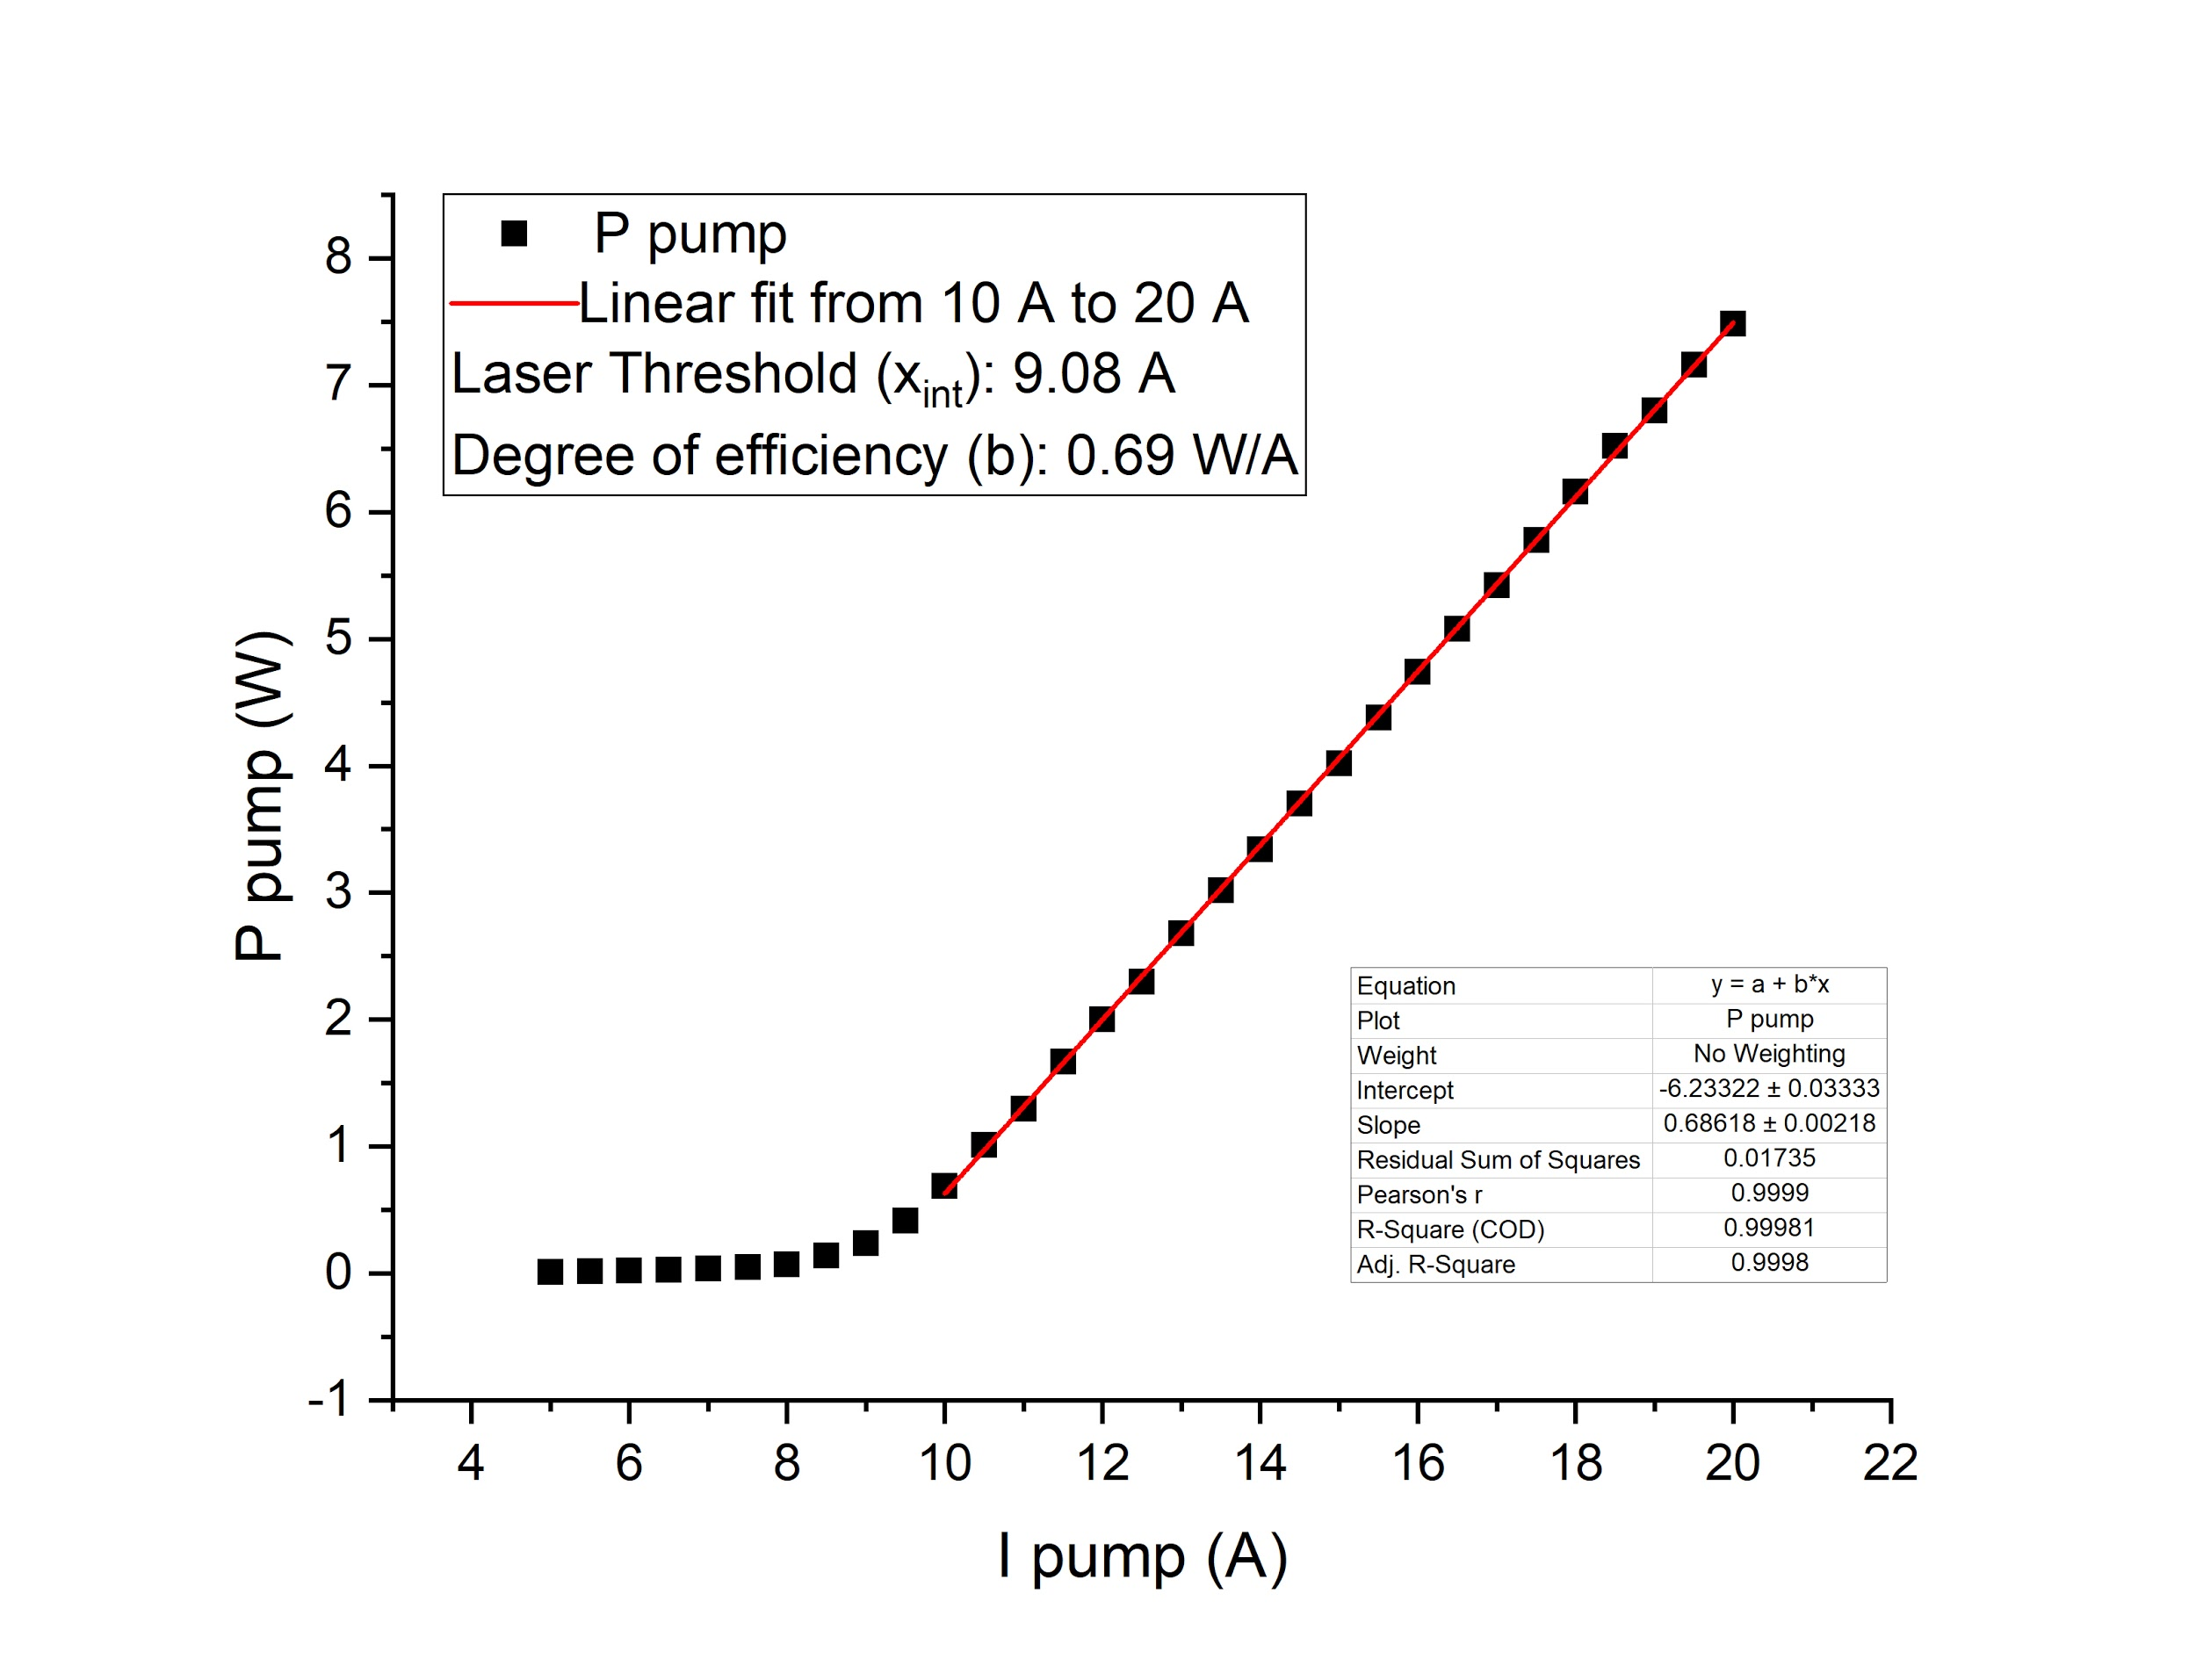 P pump
Linear fit from 10 A to 20 A
Laser Threshold (xint): 9.08 A
Degree of efficiency (b): 0.69 W/A
8
7
6
5
4
3
2
1
0
-1
P pump (W)
Equation y = a + b*x
Plot P pump
Weight No Weighting
Intercept -6.23322 ± 0.03333
Slope 0.68618 ± 0.00218
Residual Sum of Squares 0.01735
Pearson's r 0.9999
R-Square (COD) 0.99981
Adj. R-Square 0.9998
4 6 8 10 12 14 16 18 20 22
I pump (A)